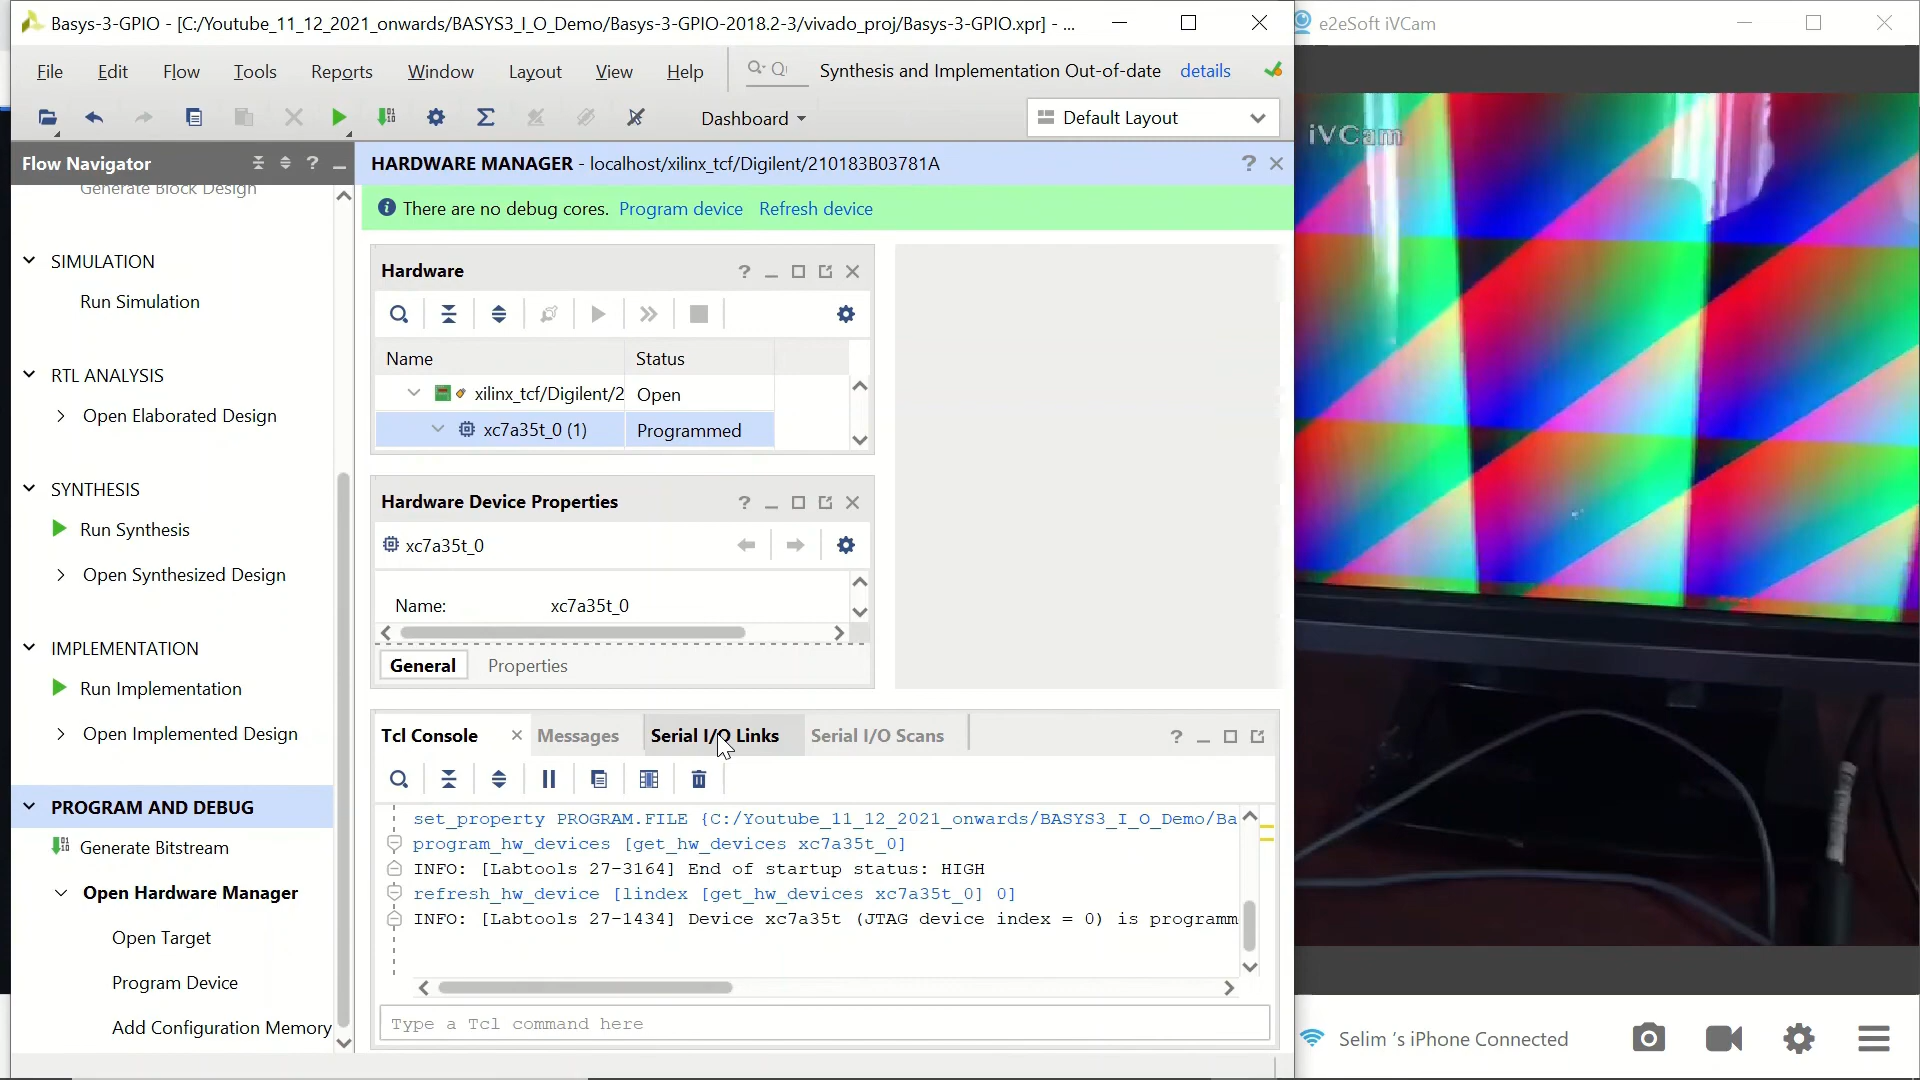 Basys-3-GPIO - [C:/Youtube_11_12_2021_onwards/BASYS3_I_O_Demo/Basys-3-GPIO-2018.2-3/vivado_proj/Basys-3-GPIO.xpr] - ...
e2eSoft iVCam
File Edit Flow Tools Reports Window Layout View Help
Synthesis and Implementation Out-of-date details
Dashboard
Default Layout
Flow Navigator
HARDWARE MANAGER - localhost/xilinx_tcf/Digilent/210183B03781A
iVCam
Generate Block Design
There are no debug cores. Program device Refresh device
SIMULATION
Run Simulation
RTL ANALYSIS
Open Elaborated Design
SYNTHESIS
Run Synthesis
Open Synthesized Design
IMPLEMENTATION
Run Implementation
Open Implemented Design
PROGRAM AND DEBUG
Generate Bitstream
Open Hardware Manager
Open Target
Program Device
Add Configuration Memory
Hardware
Name Status
xilinx_tcf/Digilent/2 Open
xc7a35t_0 (1) Programmed
Hardware Device Properties
xc7a35t_0
Name: xc7a35t_0
General Properties
Tcl Console Messages Serial I/O Links Serial I/O Scans
set_property PROGRAM.FILE {C:/Youtube_11_12_2021_onwards/BASYS3_I_O_Demo/Ba
program_hw_devices [get_hw_devices xc7a35t_0]
INFO: [Labtools 27-3164] End of startup status: HIGH
refresh_hw_device [lindex [get_hw_devices xc7a35t_0] 0]
INFO: [Labtools 27-1434] Device xc7a35t (JTAG device index = 0) is programm
Type a Tcl command here
Selim 's iPhone Connected